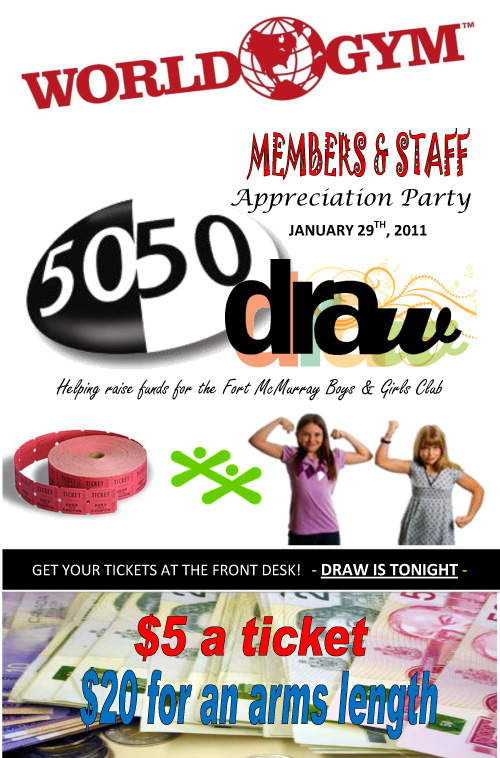 WORLD GYM™
MEMBERS & STAFF
Appreciation Party
JANUARY 29TH, 2011
5050
draw
Helping raise funds for the Fort McMurray Boys & Girls Club
TICKET TICKET
GET YOUR TICKETS AT THE FRONT DESK! - DRAW IS TONIGHT -
$5 a ticket
$20 for an arms length